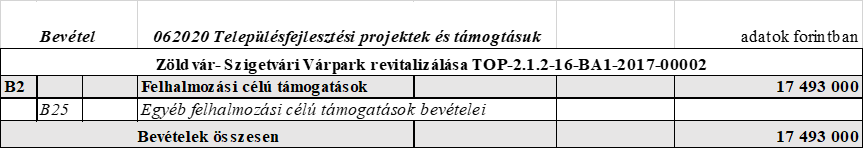 Bevétel 062020 Településfejlesztési projektek és támogtásuk adatok forintban
Zöld vár- Szigetvári Várpark revitalizálása TOP-2.1.2-16-BA1-2017-00002
B2 Felhalmozási célú támogatások 17 493 000
B25 Egyéb felhalmozási célú támogatások bevételei
Bevételek összesen 17 493 000